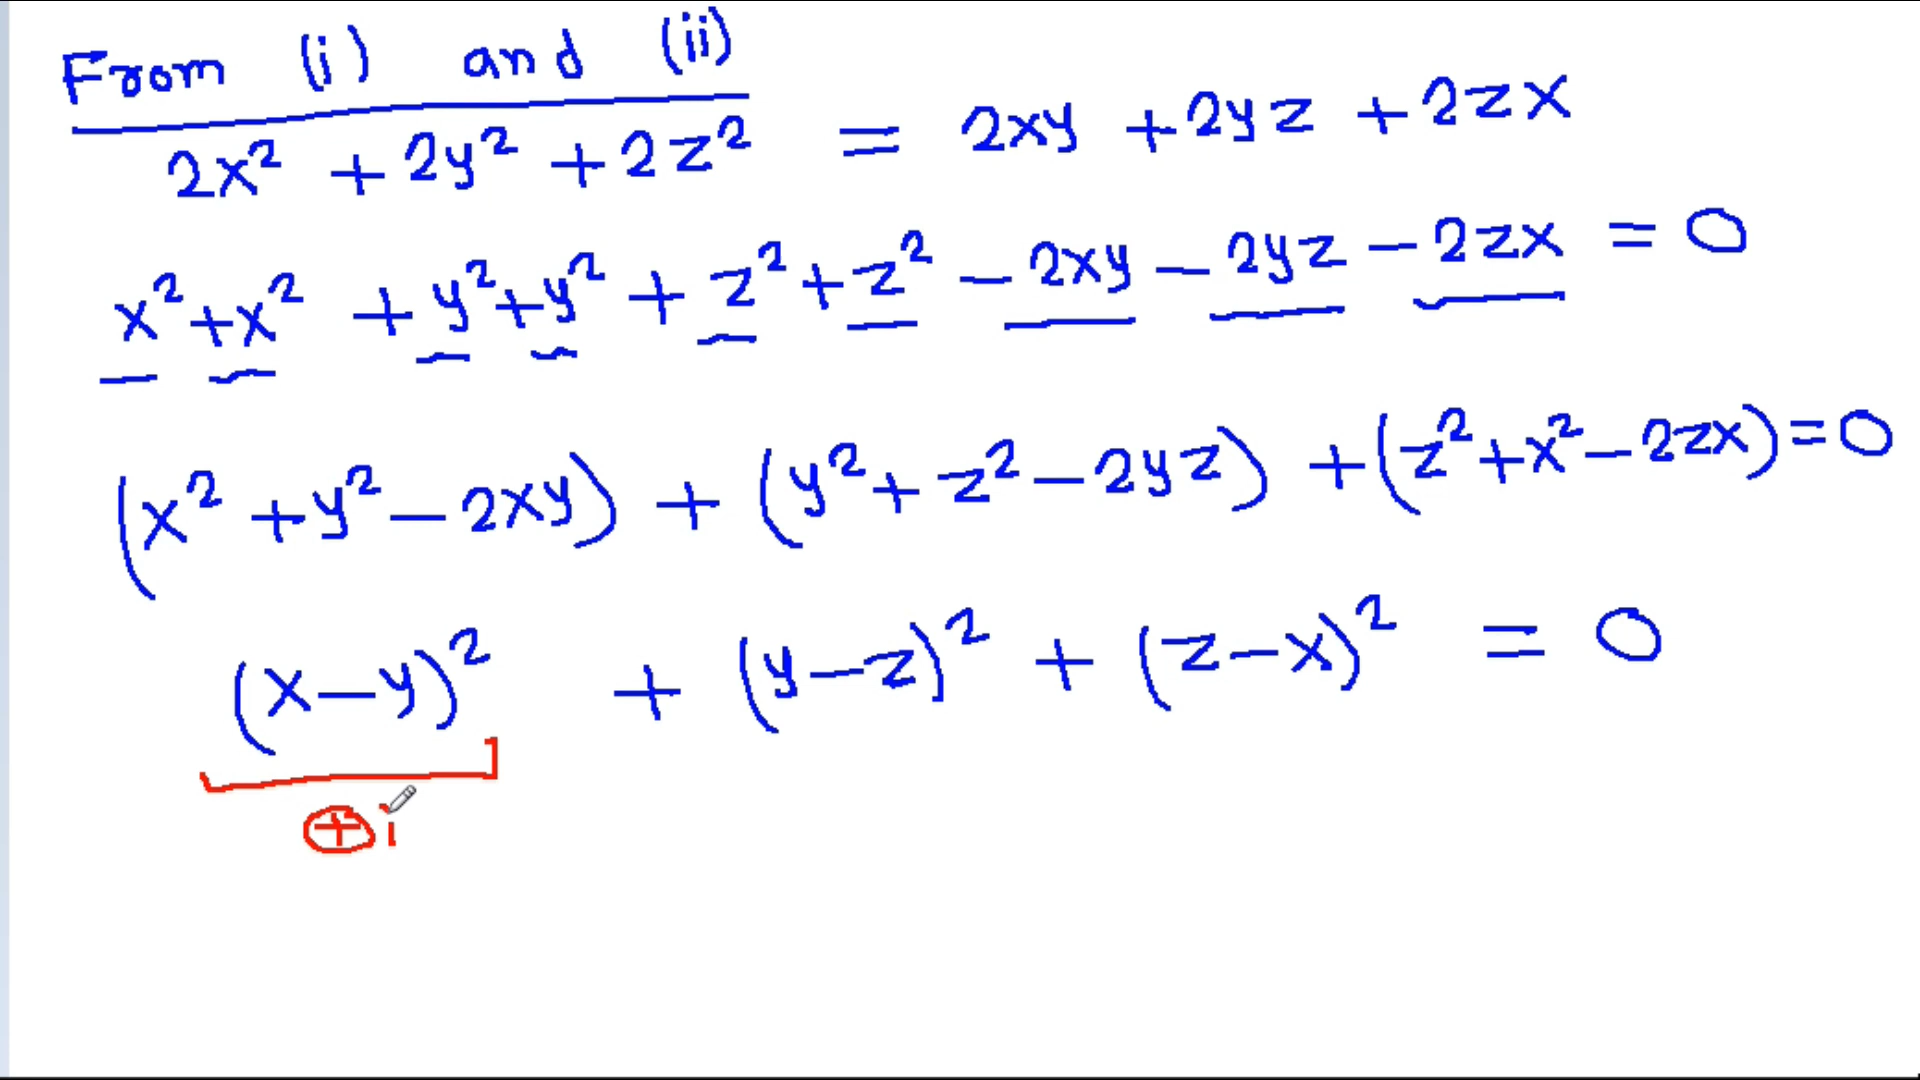 From (i) and (ii)
2x² + 2y² + 2z² = 2xy + 2yz + 2zx
x² + x² + y² + y² + z² + z² - 2xy - 2yz - 2zx = 0
(x² + y² - 2xy) + (y² + z² - 2yz) + (z² + x² - 2zx) = 0
(x-y)² + (y-z)² + (z-x)² = 0
+i